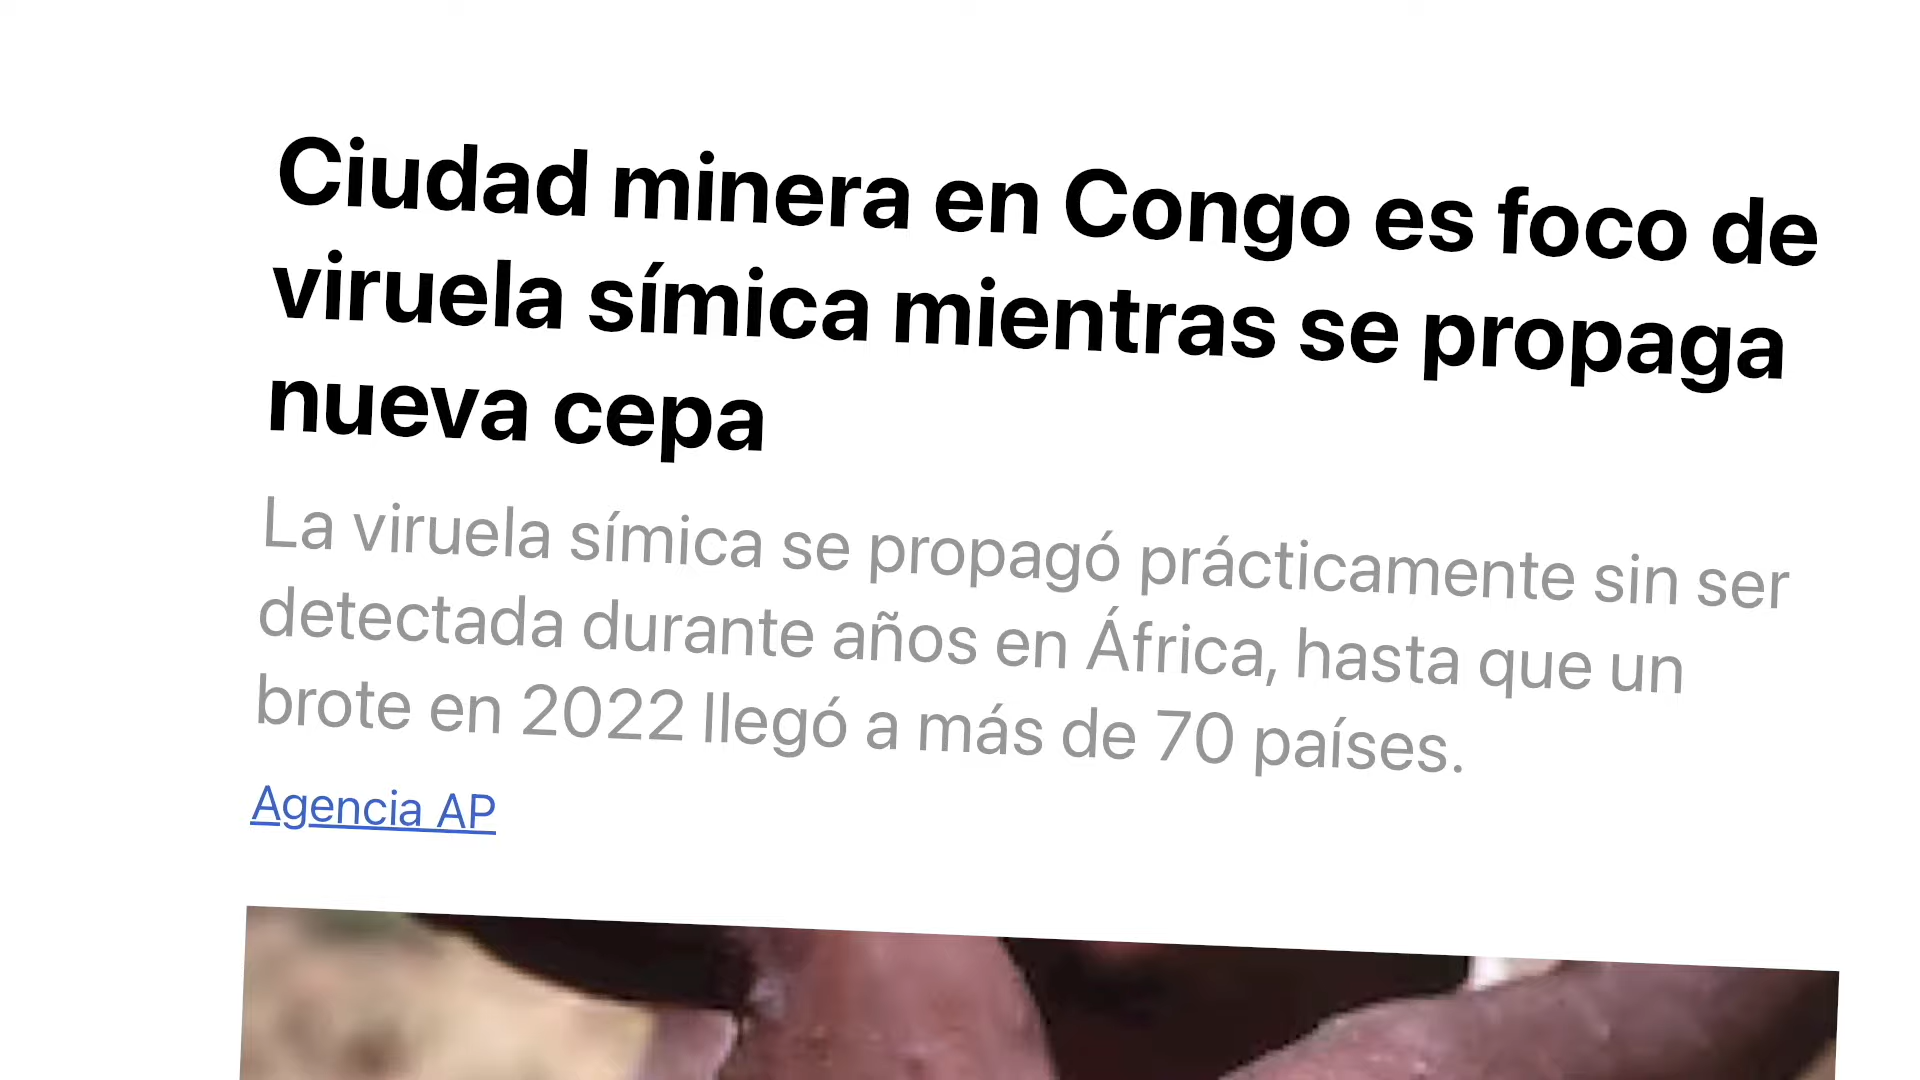 Ciudad minera en Congo es foco de
viruela símica mientras se propaga
nueva cepa
La viruela símica se propagó prácticamente sin ser
detectada durante años en África, hasta que un
brote en 2022 llegó a más de 70 países.
Agencia AP